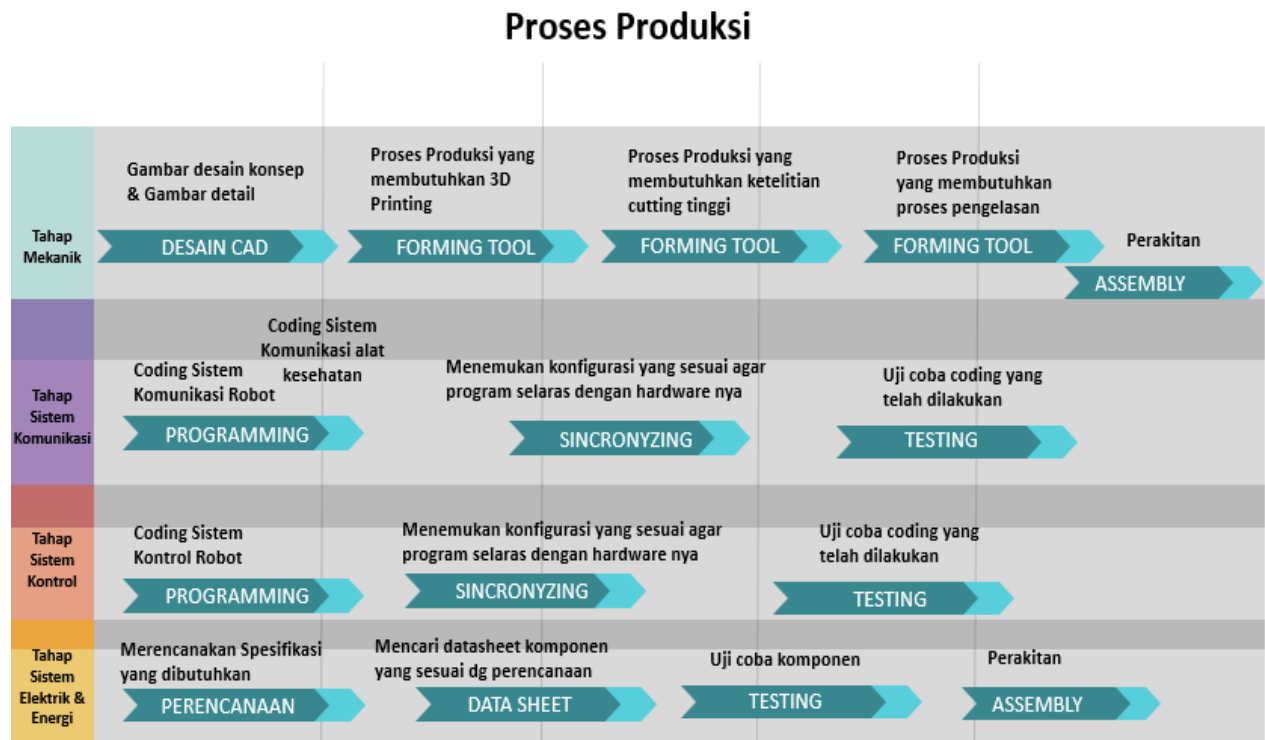 Proses Produksi
Tahap
Mekanik
Gambar desain konsep
& Gambar detail
DESAIN CAD
Proses Produksi yang
membutuhkan 3D
Printing
FORMING TOOL
Proses Produksi yang
membutuhkan ketelitian
cutting tinggi
FORMING TOOL
Proses Produksi
yang membutuhkan
proses pengelasan
FORMING TOOL
Perakitan
ASSEMBLY
Tahap
Sistem
Komunikasi
Coding Sistem
Komunikasi Robot
PROGRAMMING
Coding Sistem
Komunikasi alat
kesehatan
Menemukan konfigurasi yang sesuai agar
program selaras dengan hardware nya
SINCRONYZING
Uji coba coding yang
telah dilakukan
TESTING
Tahap
Sistem
Kontrol
Coding Sistem
Kontrol Robot
PROGRAMMING
Menemukan konfigurasi yang sesuai agar
program selaras dengan hardware nya
SINCRONYZING
Uji coba coding yang
telah dilakukan
TESTING
Tahap
Sistem
Elektrik &
Energi
Merencanakan Spesifikasi
yang dibutuhkan
PERENCANAAN
Mencari datasheet komponen
yang sesuai dg perencanaan
DATA SHEET
Uji coba komponen
TESTING
Perakitan
ASSEMBLY